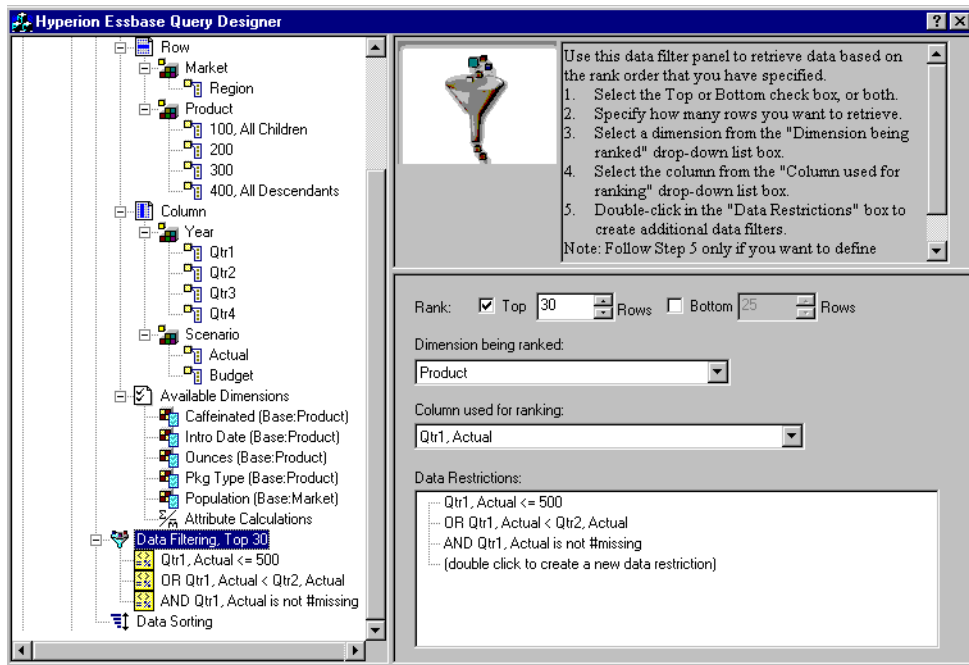 Hyperion Essbase Query Designer
Row
Market
Region
Product
100, All Children
200
300
400, All Descendants
Column
Year
Qtr1
Qtr2
Qtr3
Qtr4
Scenario
Actual
Budget
Available Dimensions
Caffeinated (Base:Product)
Intro Date (Base:Product)
Ounces (Base:Product)
Pkg Type (Base:Product)
Population (Base:Market)
Attribute Calculations
Data Filtering, Top 30
Qtr1, Actual <= 500
OR Qtr1, Actual < Qtr2, Actual
AND Qtr1, Actual is not #missing
Data Sorting
Use this data filter panel to retrieve data based on
the rank order that you have specified.
1. Select the Top or Bottom check box, or both.
2. Specify how many rows you want to retrieve.
3. Select a dimension from the "Dimension being
ranked" drop-down list box.
4. Select the column from the "Column used for
ranking" drop-down list box.
5. Double-click in the "Data Restrictions" box to
create additional data filters.
Note: Follow Step 5 only if you want to define
Rank: Top 30 Rows Bottom 25 Rows
Dimension being ranked:
Product
Column used for ranking:
Qtr1, Actual
Data Restrictions:
Qtr1, Actual <= 500
OR Qtr1, Actual < Qtr2, Actual
AND Qtr1, Actual is not #missing
(double click to create a new data restriction)